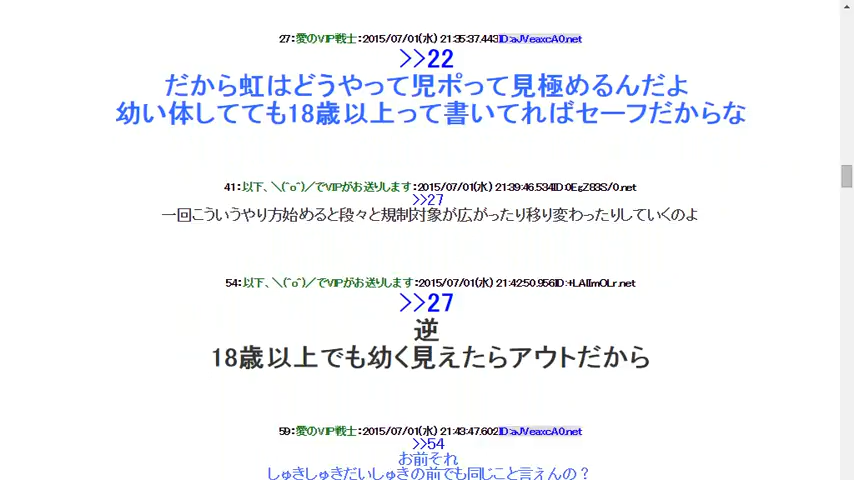 27：愛のVIP戦士：2015/07/01(水) 21:35:37.443ID:aJVeaxcA0.net
>>22
だから虹はどうやって児ポって見極めるんだよ
幼い体してても18歳以上って書いてればセーフだからな
41：以下、＼(^o^)／でVIPがお送りします：2015/07/01(水) 21:39:46.534ID:0EgZ83S/0.net
>>27
一回こういうやり方始めると段々と規制対象が広がったり移り変わったりしていくのよ
54：以下、＼(^o^)／でVIPがお送りします：2015/07/01(水) 21:42:50.956ID:+LAIImOLr.net
>>27
逆
18歳以上でも幼く見えたらアウトだから
59：愛のVIP戦士：2015/07/01(水) 21:43:47.602ID:aJVeaxcA0.net
>>54
お前それ
しゅきしゅきだいしゅきの前でも同じこと言えんの？